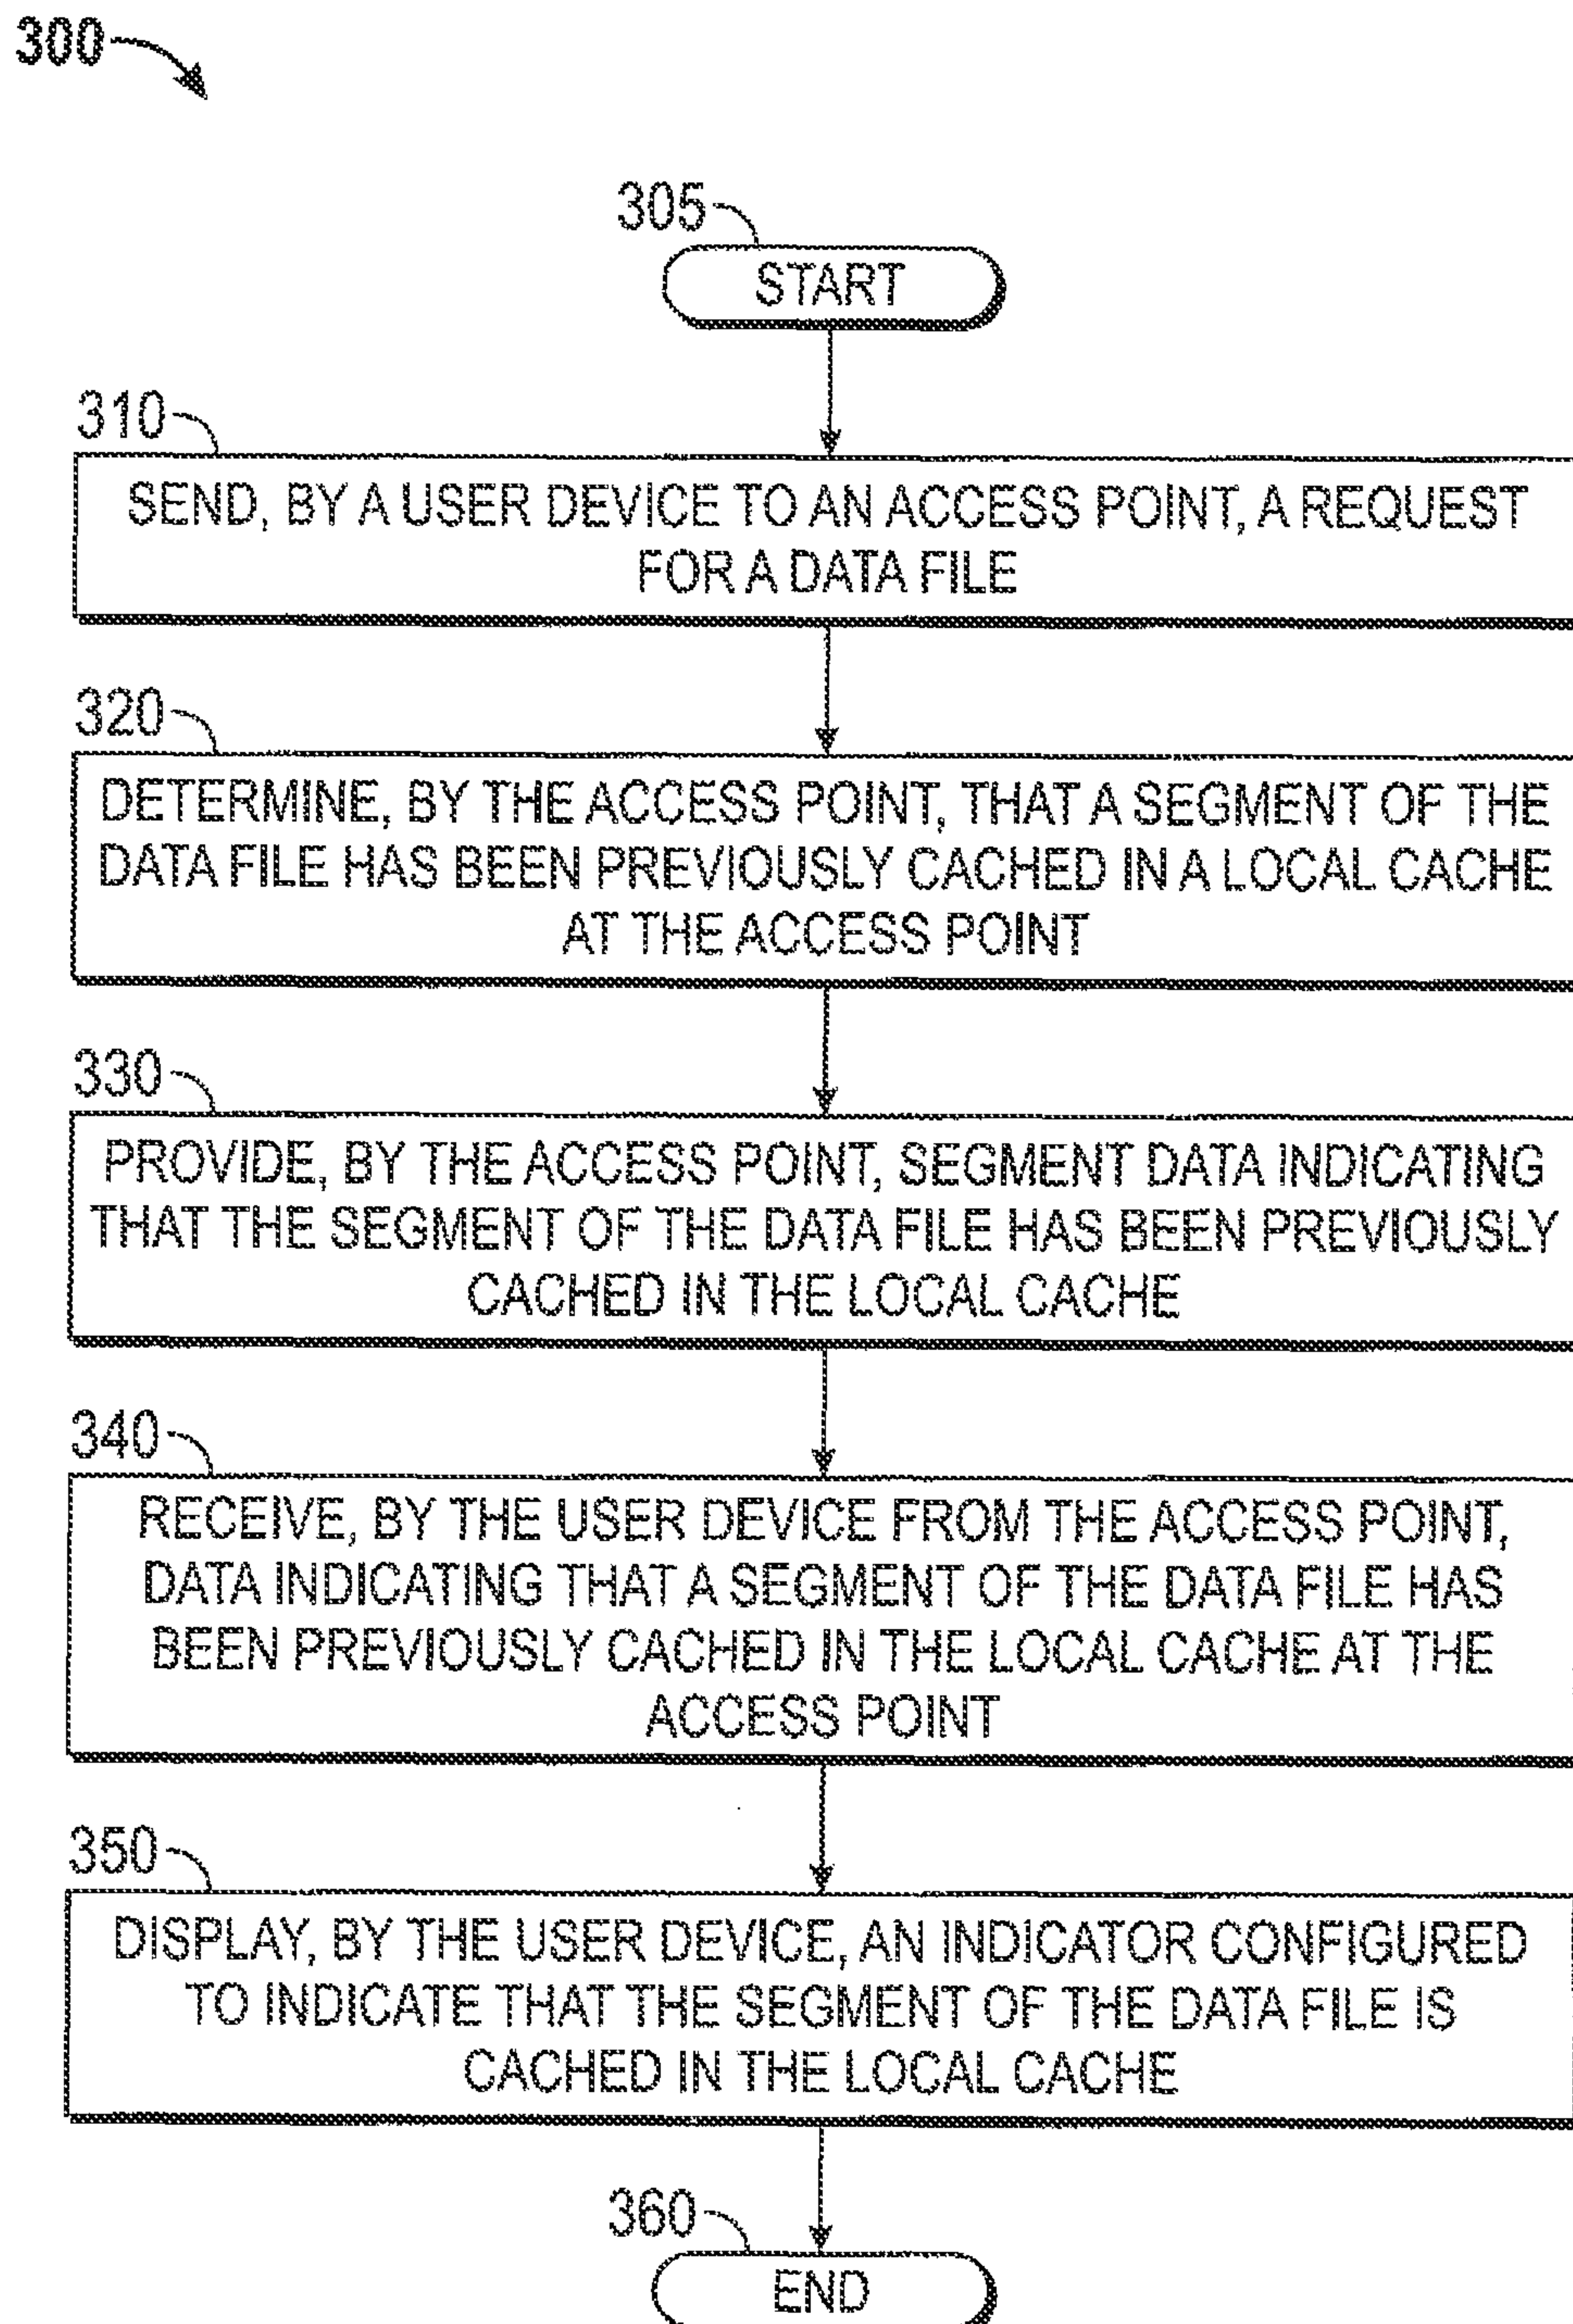 300
305
START
310
SEND, BY A USER DEVICE TO AN ACCESS POINT, A REQUEST
FOR A DATA FILE
320
DETERMINE, BY THE ACCESS POINT, THAT A SEGMENT OF THE
DATA FILE HAS BEEN PREVIOUSLY CACHED IN A LOCAL CACHE
AT THE ACCESS POINT
330
PROVIDE, BY THE ACCESS POINT, SEGMENT DATA INDICATING
THAT THE SEGMENT OF THE DATA FILE HAS BEEN PREVIOUSLY
CACHED IN THE LOCAL CACHE
340
RECEIVE, BY THE USER DEVICE FROM THE ACCESS POINT,
DATA INDICATING THAT A SEGMENT OF THE DATA FILE HAS
BEEN PREVIOUSLY CACHED IN THE LOCAL CACHE AT THE
ACCESS POINT
350
DISPLAY, BY THE USER DEVICE, AN INDICATOR CONFIGURED
TO INDICATE THAT THE SEGMENT OF THE DATA FILE IS
CACHED IN THE LOCAL CACHE
360
END